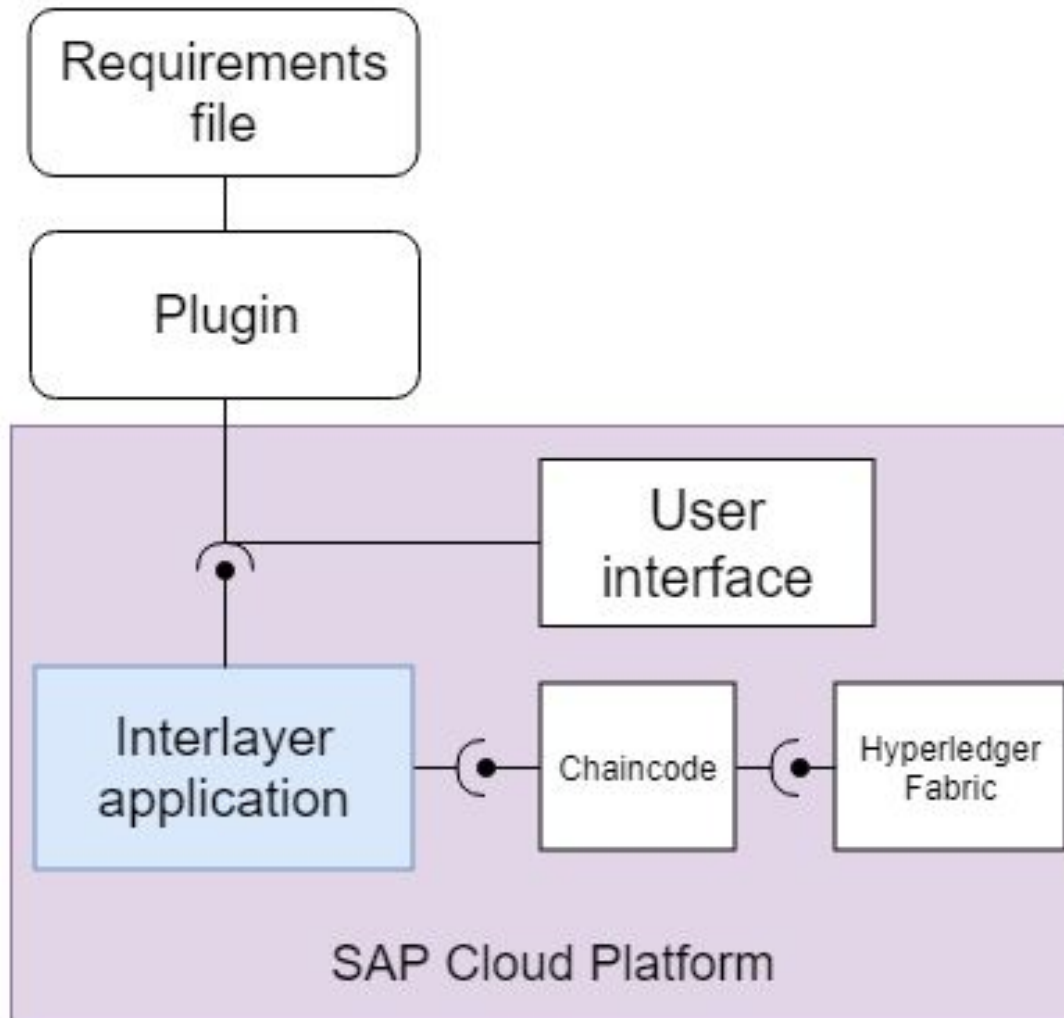 Requirements
file
Plugin
User
interface
Interlayer
application
Chaincode
Hyperledger
Fabric
SAP Cloud Platform